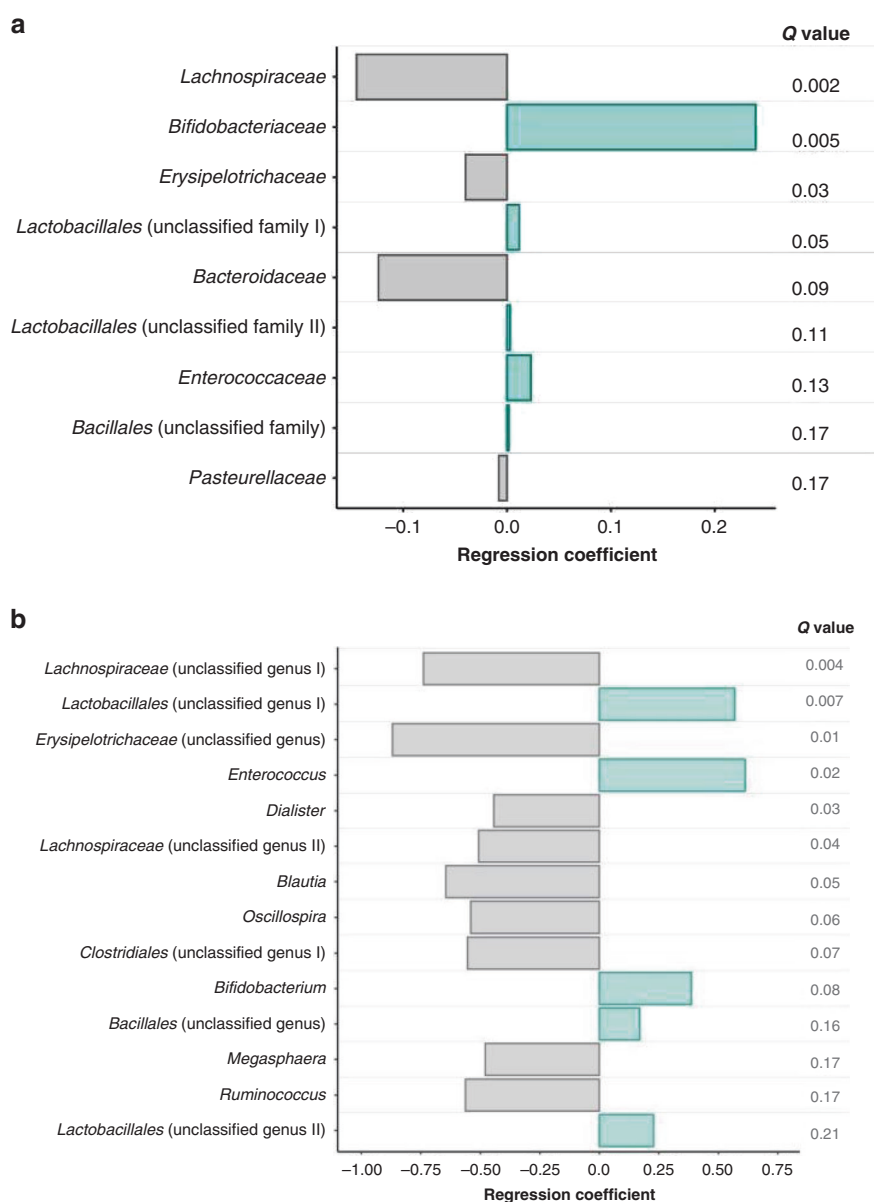 a
Q value
Lachnospiraceae 0.002
Bifidobacteriaceae 0.005
Erysipelotrichaceae 0.03
Lactobacillales (unclassified family I) 0.05
Bacteroidaceae 0.09
Lactobacillales (unclassified family II) 0.11
Enterococcaceae 0.13
Bacillales (unclassified family) 0.17
Pasteurellaceae 0.17
–0.1 0.0 0.1 0.2
Regression coefficient
b
Q value
Lachnospiraceae (unclassified genus I) 0.004
Lactobacillales (unclassified genus I) 0.007
Erysipelotrichaceae (unclassified genus) 0.01
Enterococcus 0.02
Dialister 0.03
Lachnospiraceae (unclassified genus II) 0.04
Blautia 0.05
Oscillospira 0.06
Clostridiales (unclassified genus I) 0.07
Bifidobacterium 0.08
Bacillales (unclassified genus) 0.16
Megasphaera 0.17
Ruminococcus 0.17
Lactobacillales (unclassified genus II) 0.21
–1.00 –0.75 –0.50 –0.25 0.0 0.25 0.50 0.75
Regression coefficient